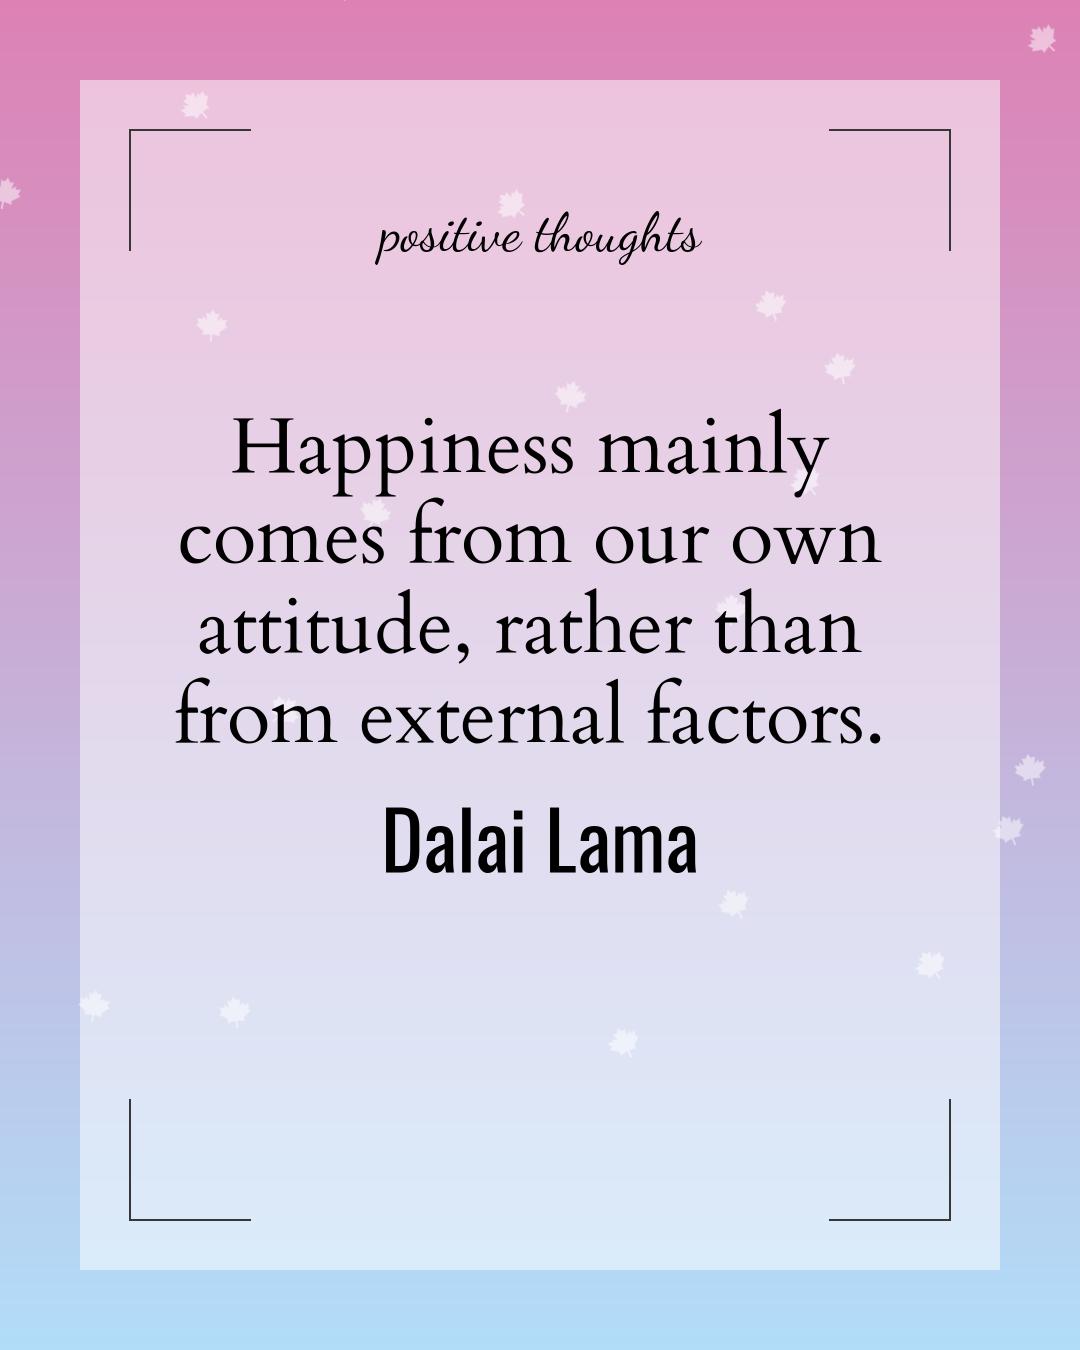 positive thoughts
Happiness mainly
comes from our own
attitude, rather than
from external factors.
Dalai Lama